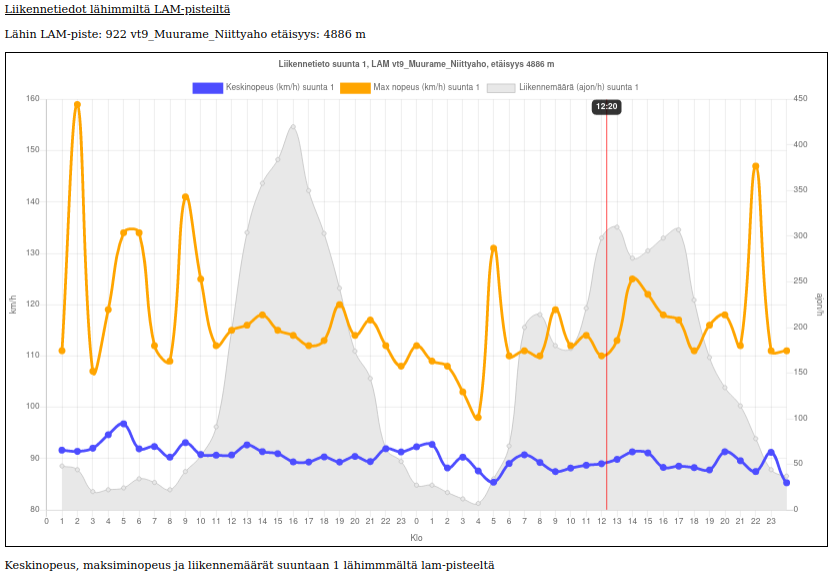 Liikennetiedot lähimmiltä LAM-pisteiltä
Lähin LAM-piste: 922 vt9_Muurame_Niittyaho etäisyys: 4886 m
Liikennetieto suunta 1, LAM vt9_Muurame_Niittyaho, etäisyys 4886 m
Keskinopeus (km/h) suunta 1 Max nopeus (km/h) suunta 1 Liikennemäärä (ajon/h) suunta 1
160 450
12:20
150 400
140 350
130 300
120 250
110 200
100 150
90 100
80 50
0
km/h
ajon/h
0 1 2 3 4 5 6 7 8 9 10 11 12 13 14 15 16 17 18 19 20 21 22 23 0 1 2 3 4 5 6 7 8 9 10 11 12 13 14 15 16 17 18 19 20 21 22 23
Klo
Keskinopeus, maksiminopeus ja liikennemäärät suuntaan 1 lähimmmältä lam-pisteeltä